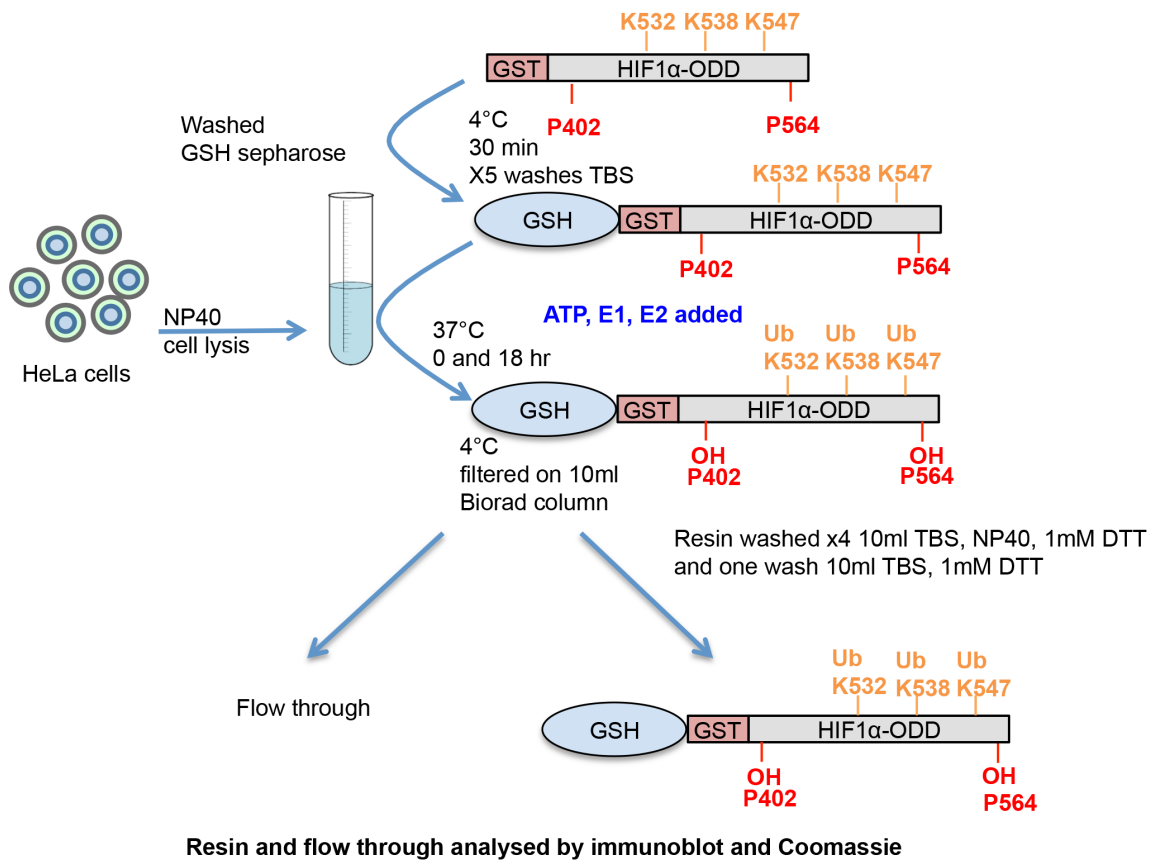 K532 K538 K547
GST HIF1α-ODD
P402 P564
Washed
GSH sepharose
4°C
30 min
X5 washes TBS
K532 K538 K547
GSH GST HIF1α-ODD
P402 P564
HeLa cells
NP40
cell lysis
ATP, E1, E2 added
37°C
0 and 18 hr
Ub Ub Ub
K532 K538 K547
GSH GST HIF1α-ODD
OH OH
P402 P564
4°C
filtered on 10ml
Biorad column
Resin washed x4 10ml TBS, NP40, 1mM DTT
and one wash 10ml TBS, 1mM DTT
Flow through
Ub Ub Ub
K532 K538 K547
GSH GST HIF1α-ODD
OH OH
P402 P564
Resin and flow through analysed by immunoblot and Coomassie